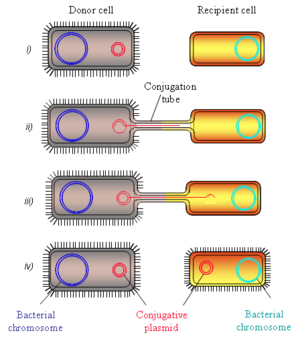 Donor cell Recipient cell
i)
Conjugation
tube
ii)
iii)
iv)
Bacterial
chromosome
Conjugative
plasmid
Bacterial
chromosome